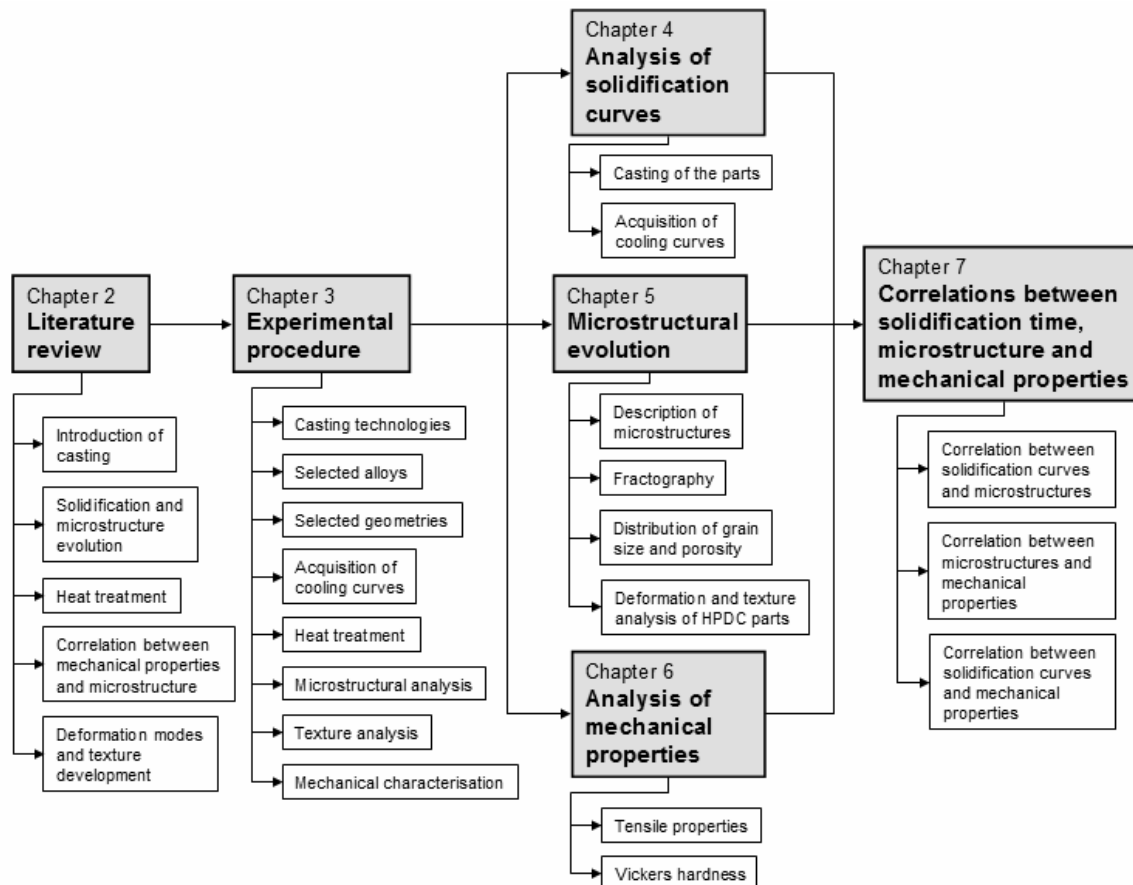 Chapter 2
Literature
review
Introduction of
casting
Solidification and
microstructure
evolution
Heat treatment
Correlation between
mechanical properties
and microstructure
Deformation modes
and texture
development
Chapter 3
Experimental
procedure
Casting technologies
Selected alloys
Selected geometries
Acquisition of
cooling curves
Heat treatment
Microstructural analysis
Texture analysis
Mechanical characterisation
Chapter 4
Analysis of
solidification
curves
Casting of the parts
Acquisition of
cooling curves
Chapter 5
Microstructural
evolution
Description of
microstructures
Fractography
Distribution of grain
size and porosity
Deformation and texture
analysis of HPDC parts
Chapter 6
Analysis of
mechanical
properties
Tensile properties
Vickers hardness
Chapter 7
Correlations between
solidification time,
microstructure and
mechanical properties
Correlation between
solidification curves
and microstructures
Correlation between
microstructures and
mechanical
properties
Correlation between
solidification curves
and mechanical
properties